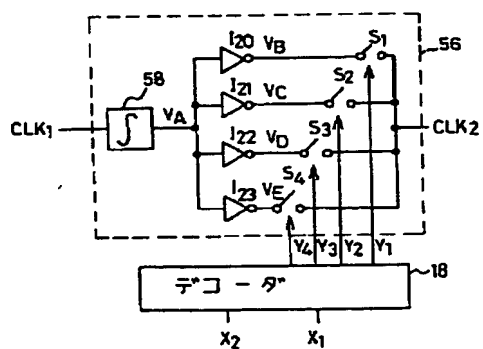 I20 VB S1 56
58 I21 VC S2
CLK1 ∫ VA CLK2
I22 VD S3
I23 VE S4
Y4 Y3 Y2 Y1
デコーダ 18
X2 X1